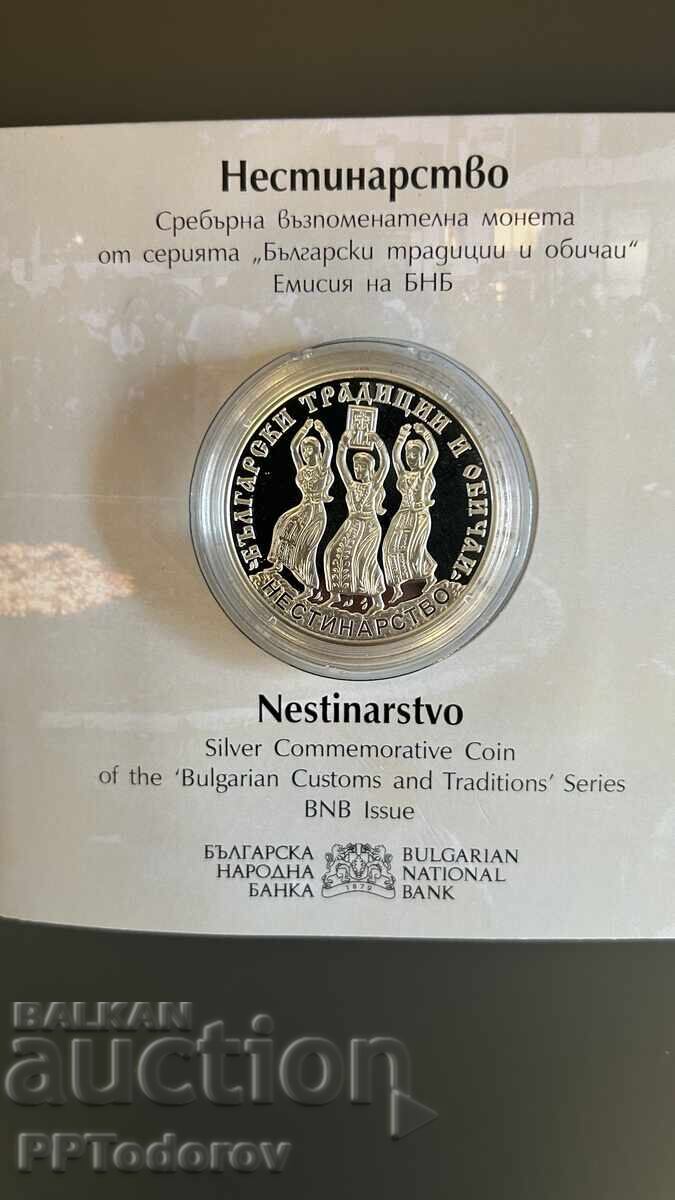 Нестинарство
Сребърна възпоменателна монета
от серията „Български традиции и обичаи“
Емисия на БНБ
„БЪЛГАРСКИ ТРАДИЦИИ И ОБИЧАИ“
НЕСТИНАРСТВО
Nestinarstvo
Silver Commemorative Coin
of the ‘Bulgarian Customs and Traditions’ Series
BNB Issue
БЪЛГАРСКА
НАРОДНА
БАНКА
1879
BULGARIAN
NATIONAL
BANK
BALKAN
auction
PPTodorov